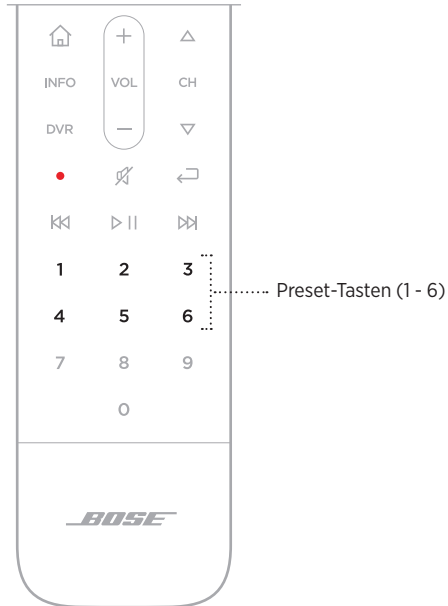 INFO VOL CH
DVR
1 2 3
Preset-Tasten (1 - 6)
4 5 6
7 8 9
0
BOSE